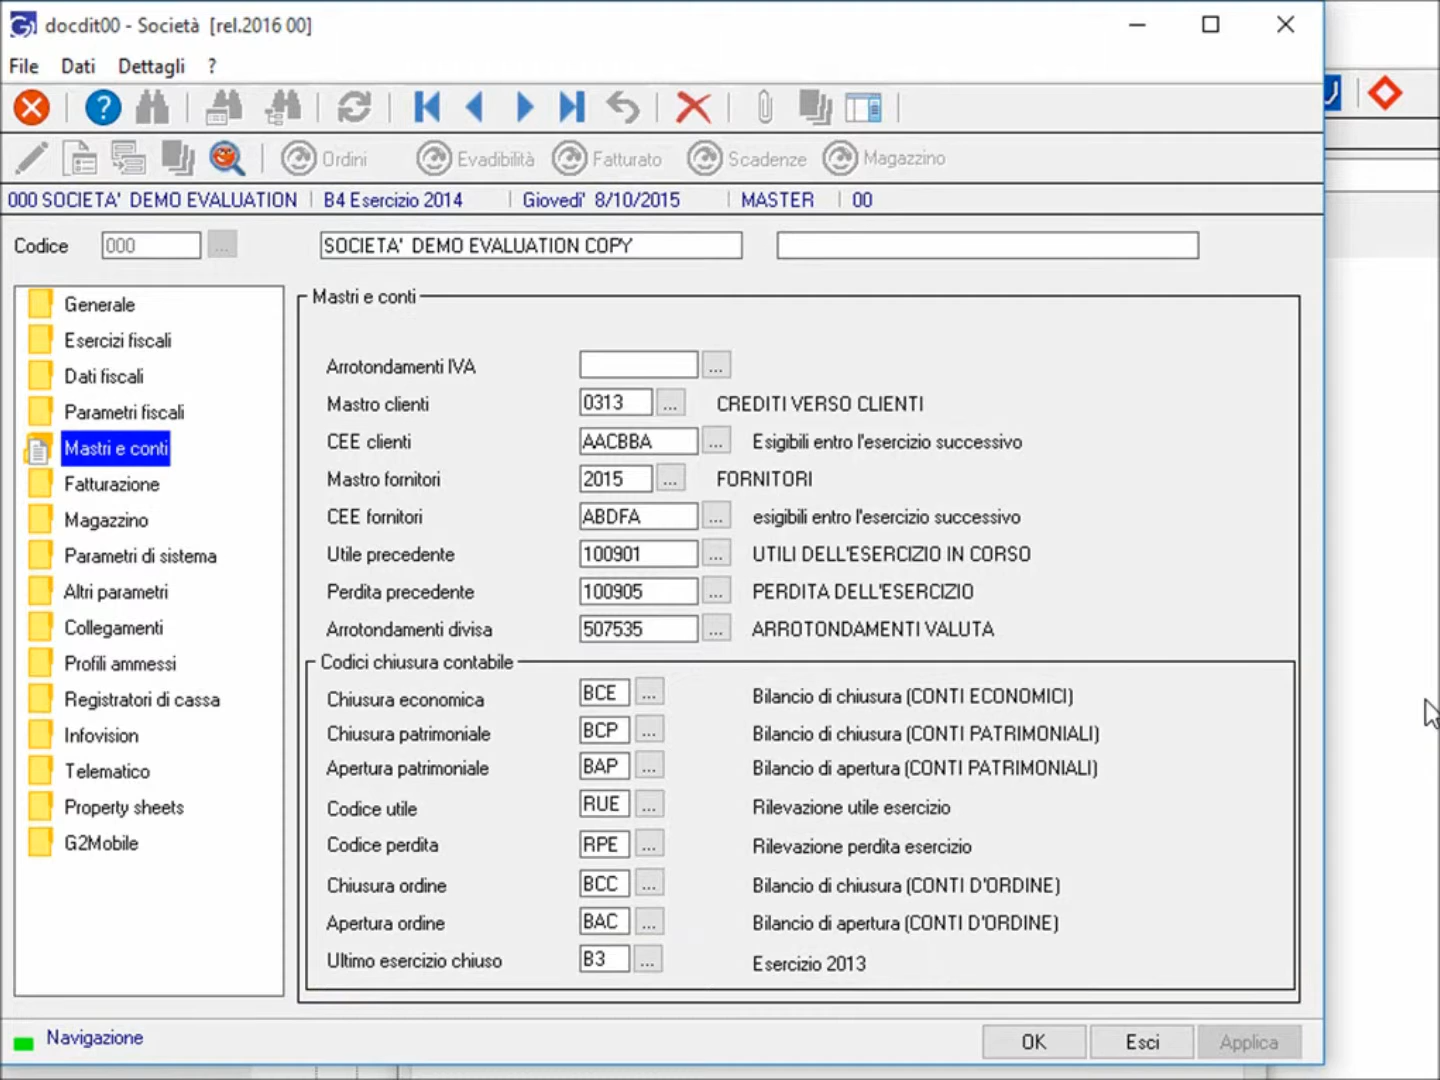 docdit00 - Società [rel.2016 00]
File Dati Dettagli ?
Ordini Evadibilità Fatturato Scadenze Magazzino
000 SOCIETA' DEMO EVALUATION B4 Esercizio 2014 Giovedi' 8/10/2015 MASTER 00
Codice 000 ... SOCIETA' DEMO EVALUATION COPY
Generale
Esercizi fiscali
Dati fiscali
Parametri fiscali
Mastri e conti
Fatturazione
Magazzino
Parametri di sistema
Altri parametri
Collegamenti
Profili ammessi
Registratori di cassa
Infovision
Telematico
Property sheets
G2Mobile
Mastri e conti
Arrotondamenti IVA ...
Mastro clienti 0313 ... CREDITI VERSO CLIENTI
CEE clienti AACBBA ... Esigibili entro l'esercizio successivo
Mastro fornitori 2015 ... FORNITORI
CEE fornitori ABDFA ... esigibili entro l'esercizio successivo
Utile precedente 100901 ... UTILI DELL'ESERCIZIO IN CORSO
Perdita precedente 100905 ... PERDITA DELL'ESERCIZIO
Arrotondamenti divisa 507535 ... ARROTONDAMENTI VALUTA
Codici chiusura contabile
Chiusura economica BCE ... Bilancio di chiusura (CONTI ECONOMICI)
Chiusura patrimoniale BCP ... Bilancio di chiusura (CONTI PATRIMONIALI)
Apertura patrimoniale BAP ... Bilancio di apertura (CONTI PATRIMONIALI)
Codice utile RUE ... Rilevazione utile esercizio
Codice perdita RPE ... Rilevazione perdita esercizio
Chiusura ordine BCC ... Bilancio di chiusura (CONTI D'ORDINE)
Apertura ordine BAC ... Bilancio di apertura (CONTI D'ORDINE)
Ultimo esercizio chiuso B3 ... Esercizio 2013
Navigazione OK Esci Applica